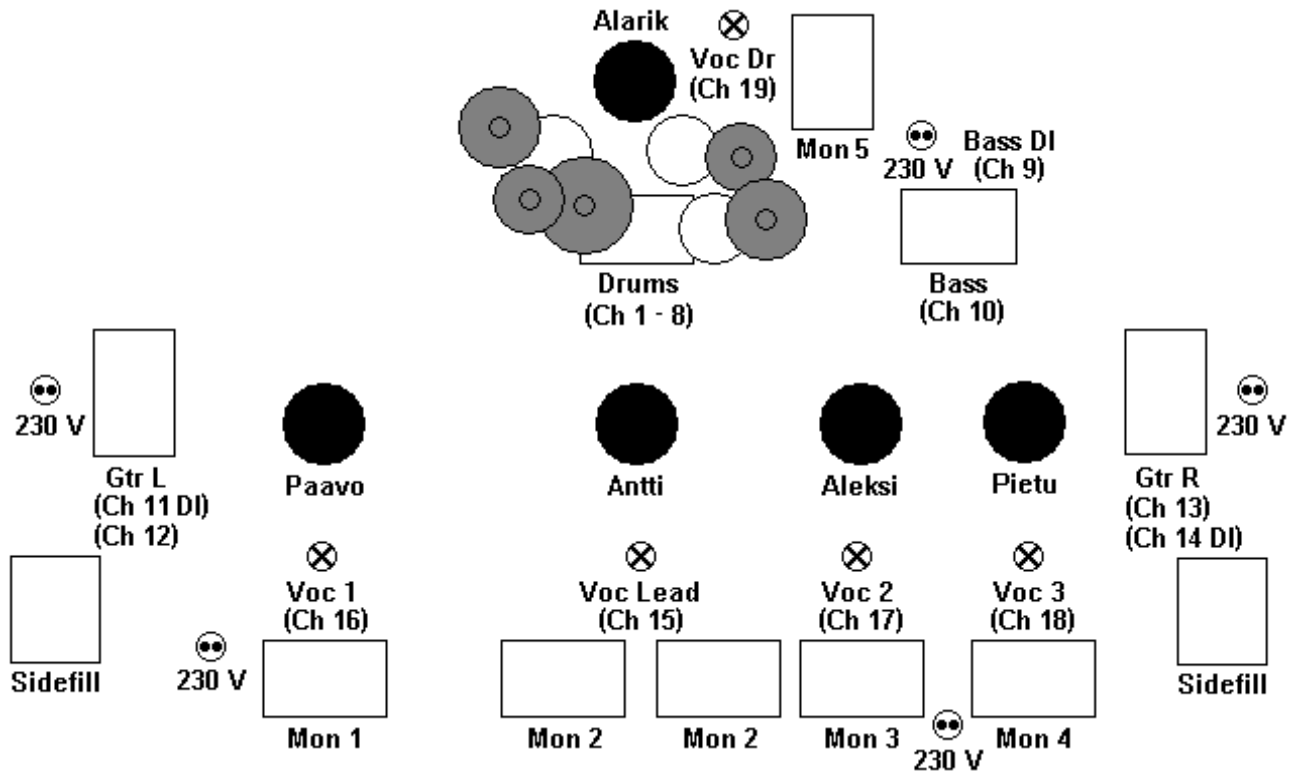 Alarik
Voc Dr
(Ch 19)
Mon 5
230 V
Bass DI
(Ch 9)
Drums
(Ch 1 - 8)
Bass
(Ch 10)
230 V
Gtr L
(Ch 11 DI)
(Ch 12)
Paavo
Antti
Aleksi
Pietu
Gtr R
(Ch 13)
(Ch 14 DI)
230 V
Sidefill
230 V
Voc 1
(Ch 16)
Mon 1
Voc Lead
(Ch 15)
Mon 2
Mon 2
Voc 2
(Ch 17)
Mon 3
230 V
Voc 3
(Ch 18)
Mon 4
Sidefill